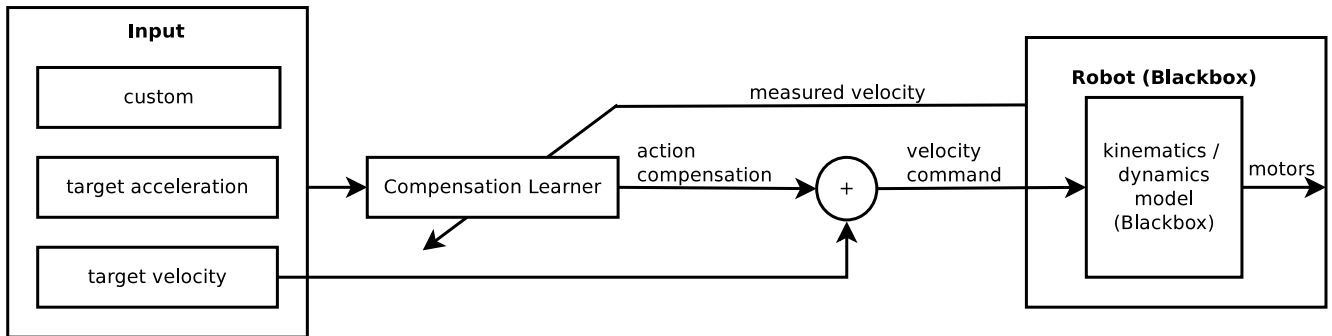 Input
custom
target acceleration
target velocity
Compensation Learner
measured velocity
action
compensation
+
velocity
command
Robot (Blackbox)
kinematics /
dynamics
model
(Blackbox)
motors